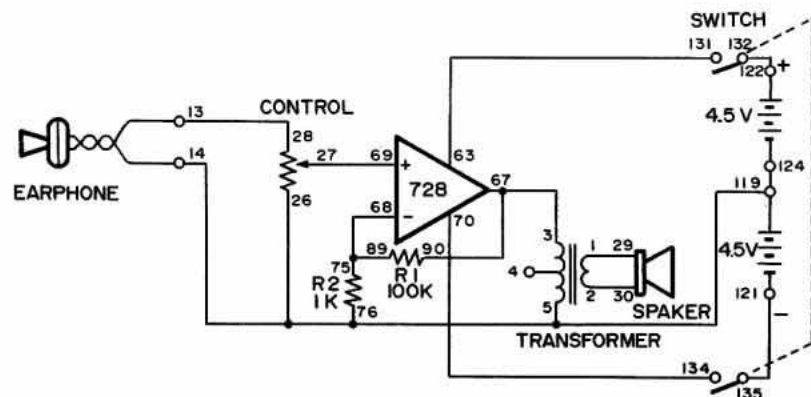 SWITCH
131 132
122 +
4.5 V
124
119
4.5V
121
−
134
135
13
14
EARPHONE
CONTROL
28
27
26
69 +
63
728
67
68 −
70
89 90
R1
100K
75
R2
1K
76
3
4
5
1 29
2 30
SPAKER
TRANSFORMER